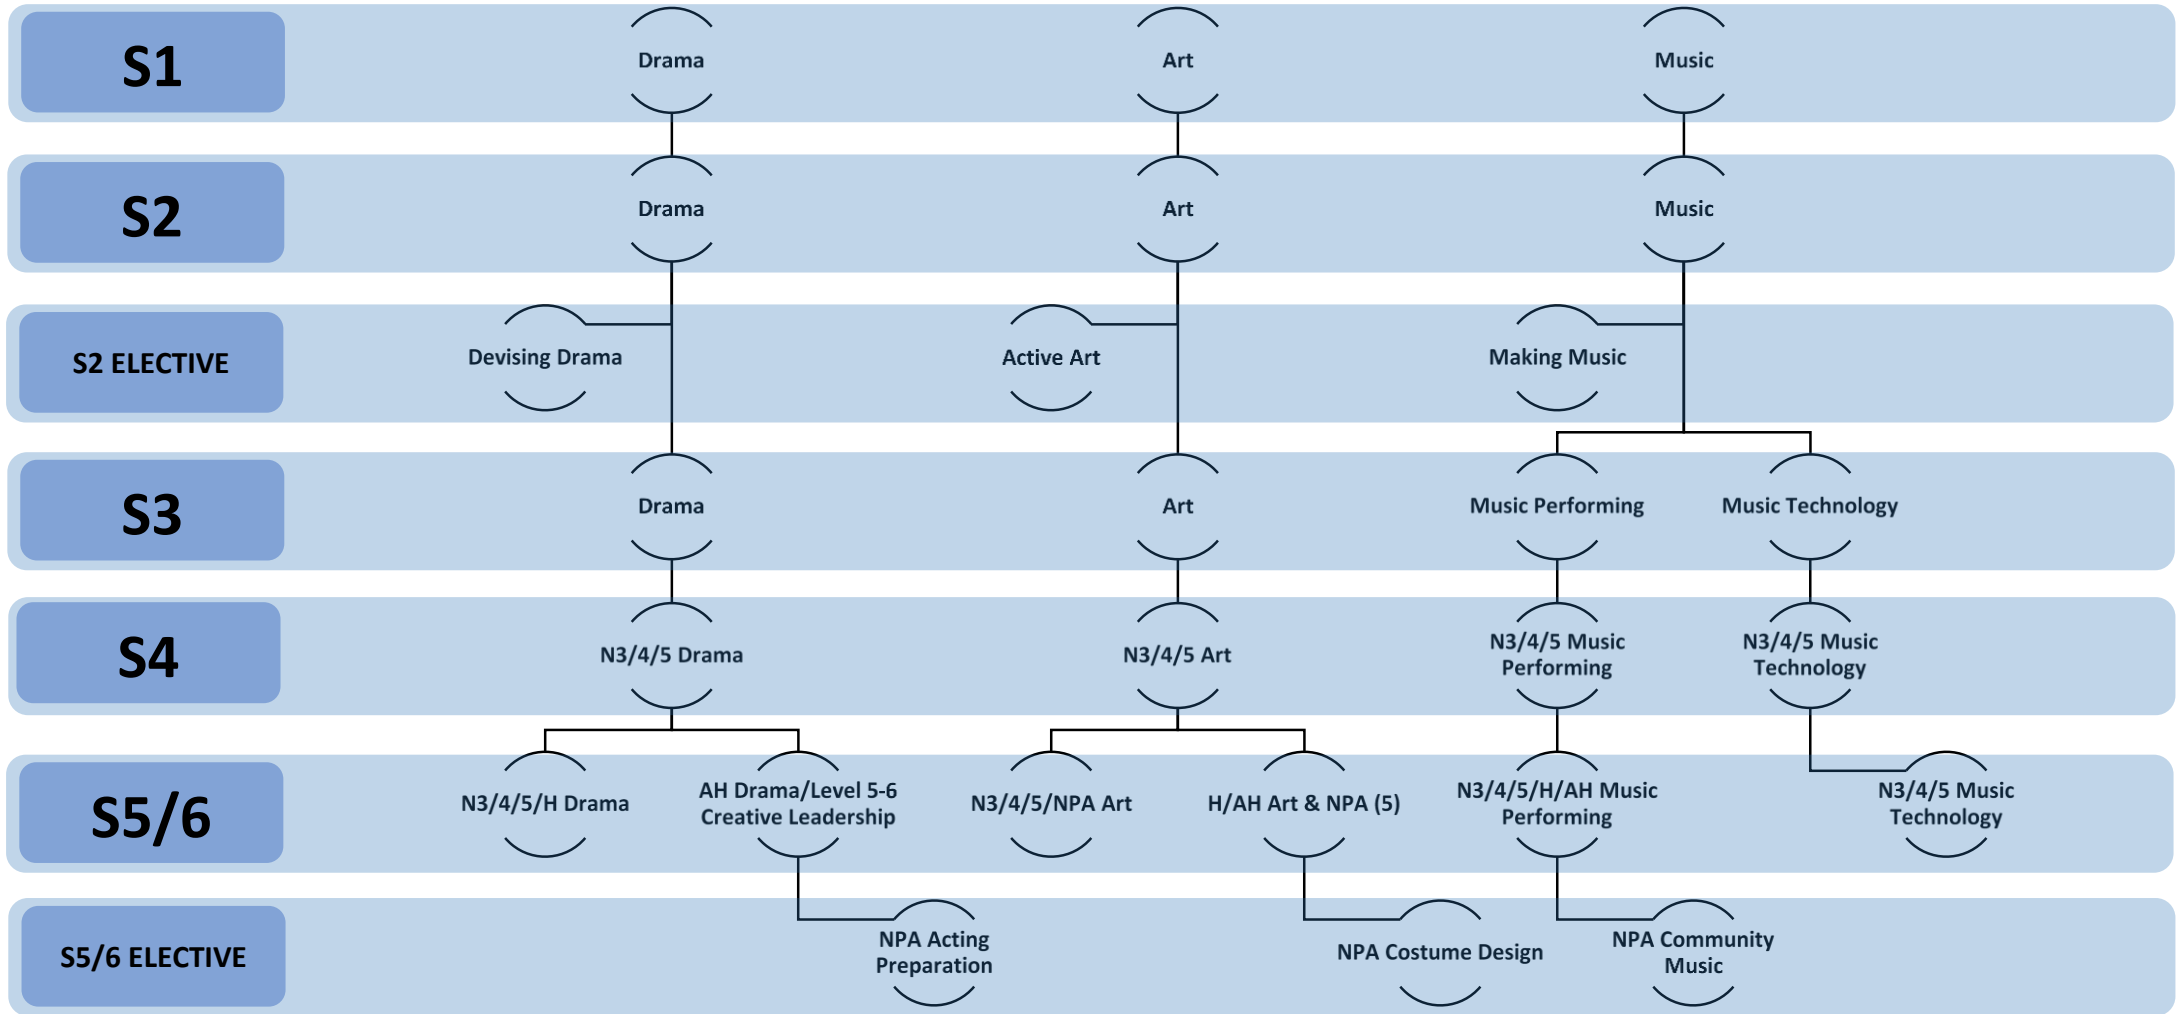 S1
Drama
Art
Music
S2
Drama
Art
Music
S2 ELECTIVE
Devising Drama
Active Art
Making Music
S3
Drama
Art
Music Performing
Music Technology
S4
N3/4/5 Drama
N3/4/5 Art
N3/4/5 Music
Performing
N3/4/5 Music
Technology
S5/6
N3/4/5/H Drama
AH Drama/Level 5-6
Creative Leadership
N3/4/5/NPA Art
H/AH Art & NPA (5)
N3/4/5/H/AH Music
Performing
N3/4/5 Music
Technology
S5/6 ELECTIVE
NPA Acting
Preparation
NPA Costume Design
NPA Community
Music